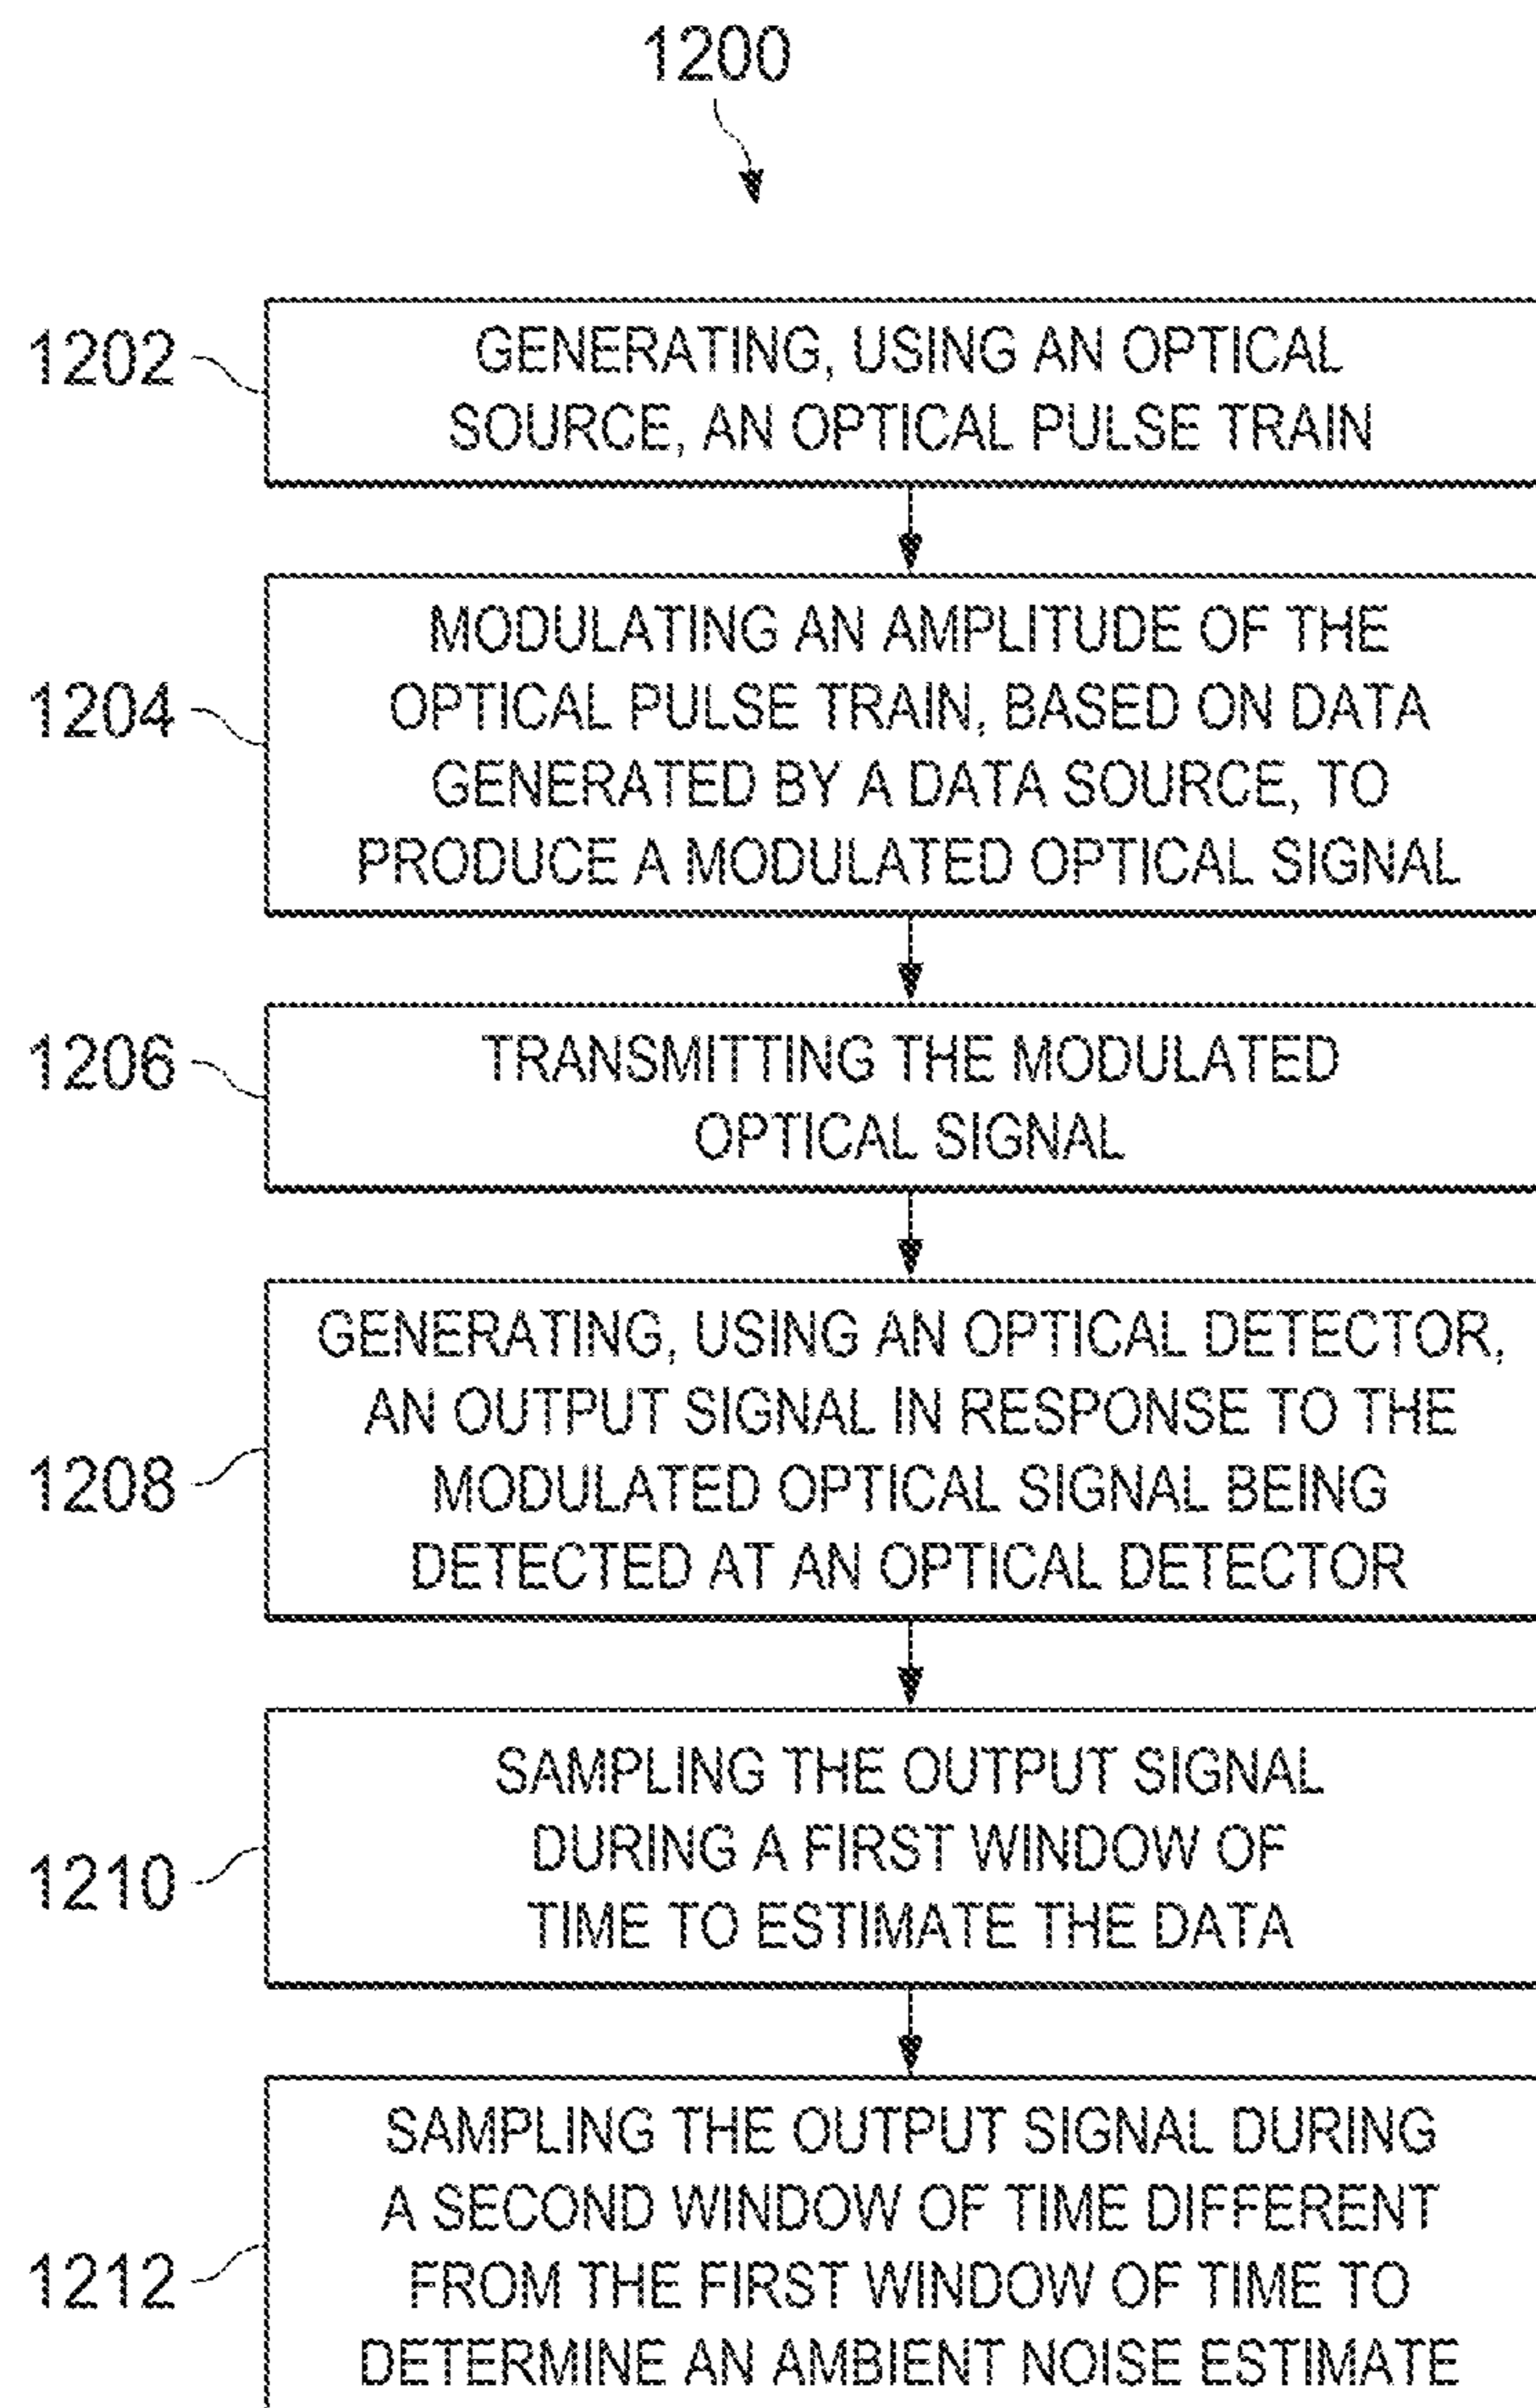 1200
1202
GENERATING, USING AN OPTICAL
SOURCE, AN OPTICAL PULSE TRAIN
1204
MODULATING AN AMPLITUDE OF THE
OPTICAL PULSE TRAIN, BASED ON DATA
GENERATED BY A DATA SOURCE, TO
PRODUCE A MODULATED OPTICAL SIGNAL
1206
TRANSMITTING THE MODULATED
OPTICAL SIGNAL
1208
GENERATING, USING AN OPTICAL DETECTOR,
AN OUTPUT SIGNAL IN RESPONSE TO THE
MODULATED OPTICAL SIGNAL BEING
DETECTED AT AN OPTICAL DETECTOR
1210
SAMPLING THE OUTPUT SIGNAL
DURING A FIRST WINDOW OF
TIME TO ESTIMATE THE DATA
1212
SAMPLING THE OUTPUT SIGNAL DURING
A SECOND WINDOW OF TIME DIFFERENT
FROM THE FIRST WINDOW OF TIME TO
DETERMINE AN AMBIENT NOISE ESTIMATE